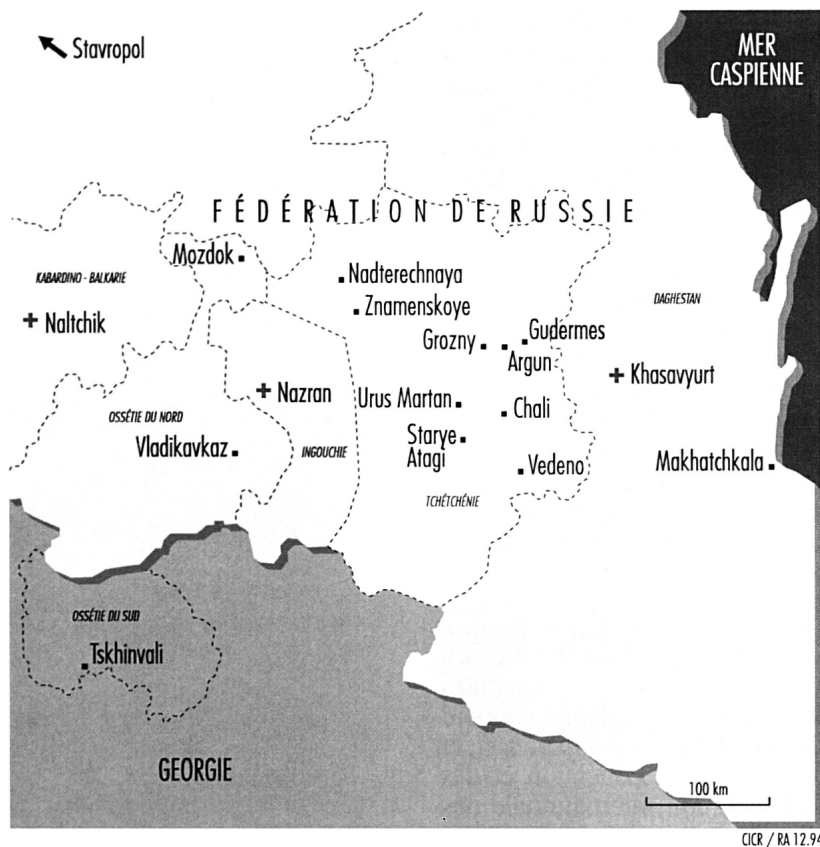 Stavropol
MER
CASPIENNE
FÉDÉRATION DE RUSSIE
Mozdok
KABARDINO - BALKARIE
Nadterechnaya
DAGHESTAN
Znamenskoye
Naltchik
Gudermes
Grozny
Argun
Khasavyurt
Nazran
Urus Martan
Chali
OSSÉTIE DU NORD
Vladikavkaz
INGOUCHIE
Starye
Atagi
Vedeno
Makhatchkala
TCHÉTCHÉNIE
OSSÉTIE DU SUD
Tskhinvali
GEORGIE
100 km
CICR / RA 12.94